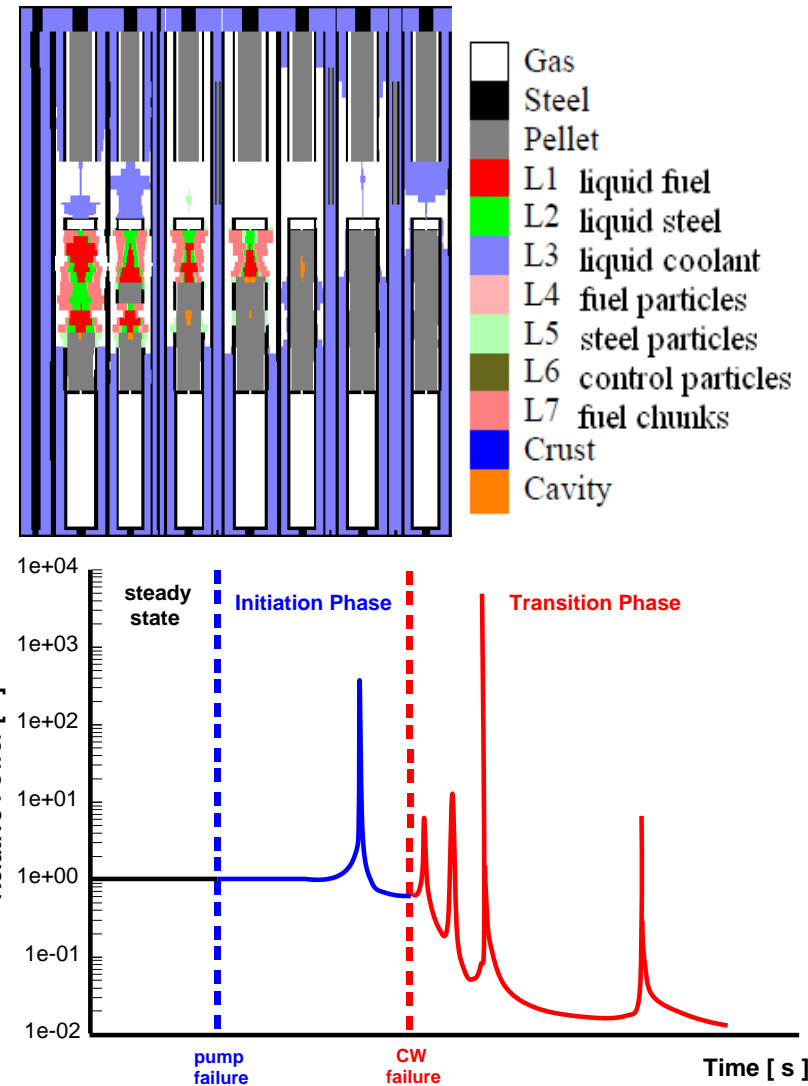 Gas
Steel
Pellet
L1 liquid fuel
L2 liquid steel
L3 liquid coolant
L4 fuel particles
L5 steel particles
L6 control particles
L7 fuel chunks
Crust
Cavity
1e+04
1e+03
1e+02
1e+01
1e+00
1e-01
1e-02
steady
state
Initiation Phase
Transition Phase
pump
failure
CW
failure
Time [ s ]